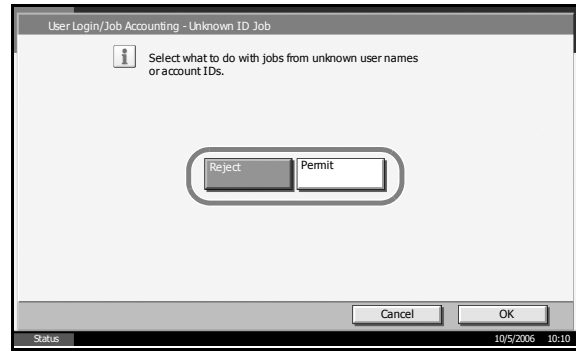 User Login/Job Accounting - Unknown ID Job
i
Select what to do with jobs from unknown user names
or account IDs.
Reject
Permit
Cancel
OK
Status
10/5/2006 10:10